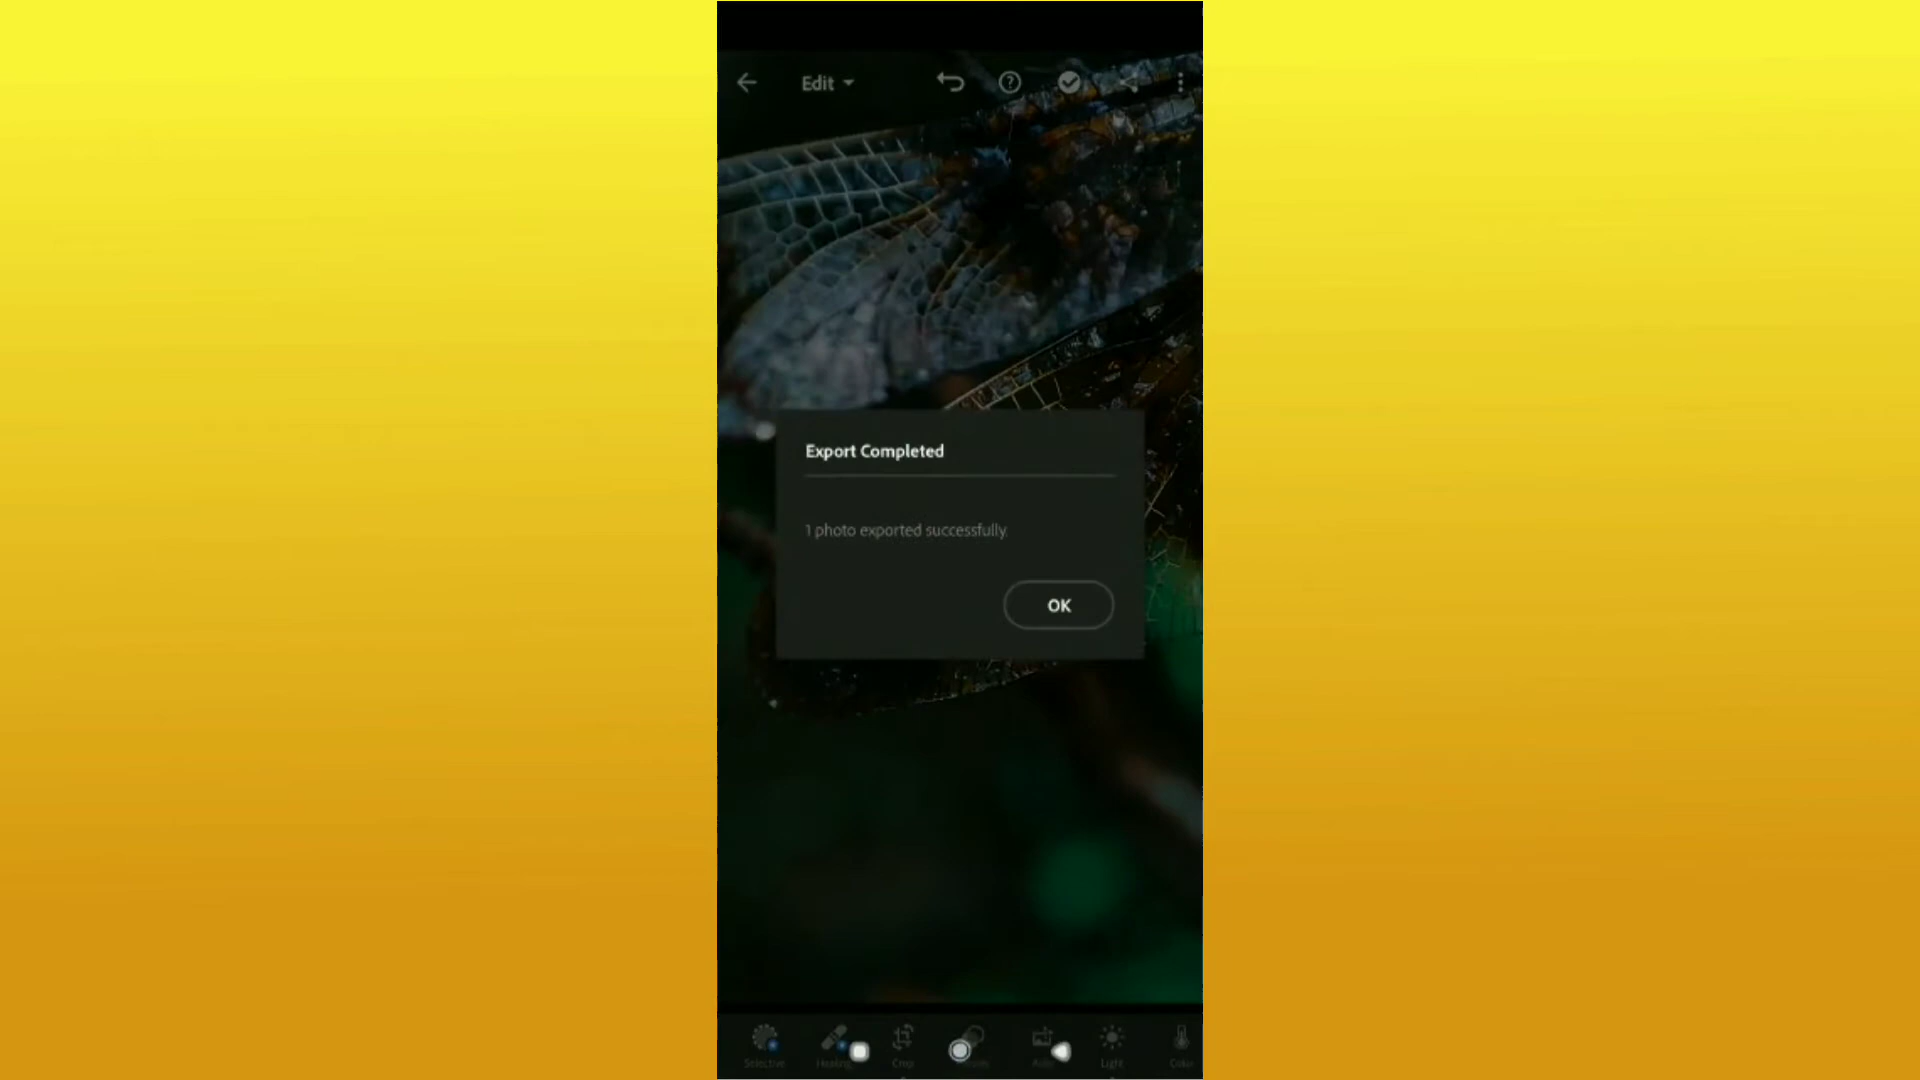 Edit
Export Completed
1 photo exported successfully.
OK
Selective
Healing
Crop
Auto
Light
Color